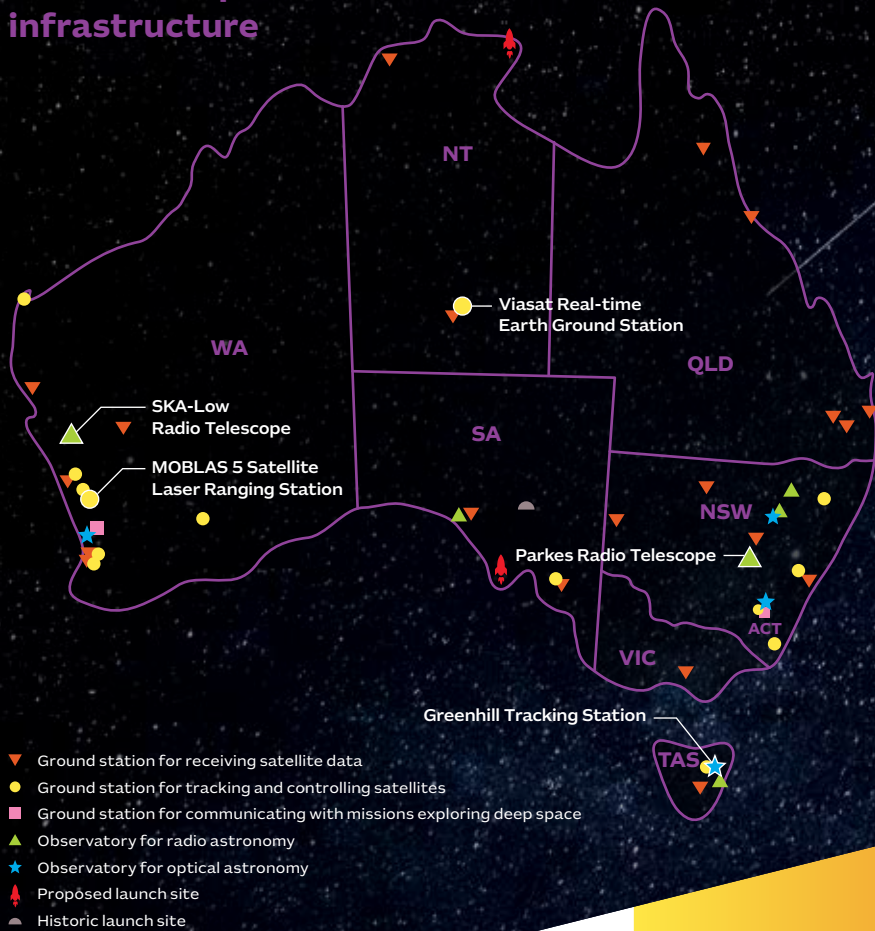 infrastructure
NT
Viasat Real-time
Earth Ground Station
WA
QLD
SKA-Low
Radio Telescope
SA
MOBLAS 5 Satellite
Laser Ranging Station
NSW
Parkes Radio Telescope
ACT
VIC
Greenhill Tracking Station
TAS
Ground station for receiving satellite data
Ground station for tracking and controlling satellites
Ground station for communicating with missions exploring deep space
Observatory for radio astronomy
Observatory for optical astronomy
Proposed launch site
Historic launch site